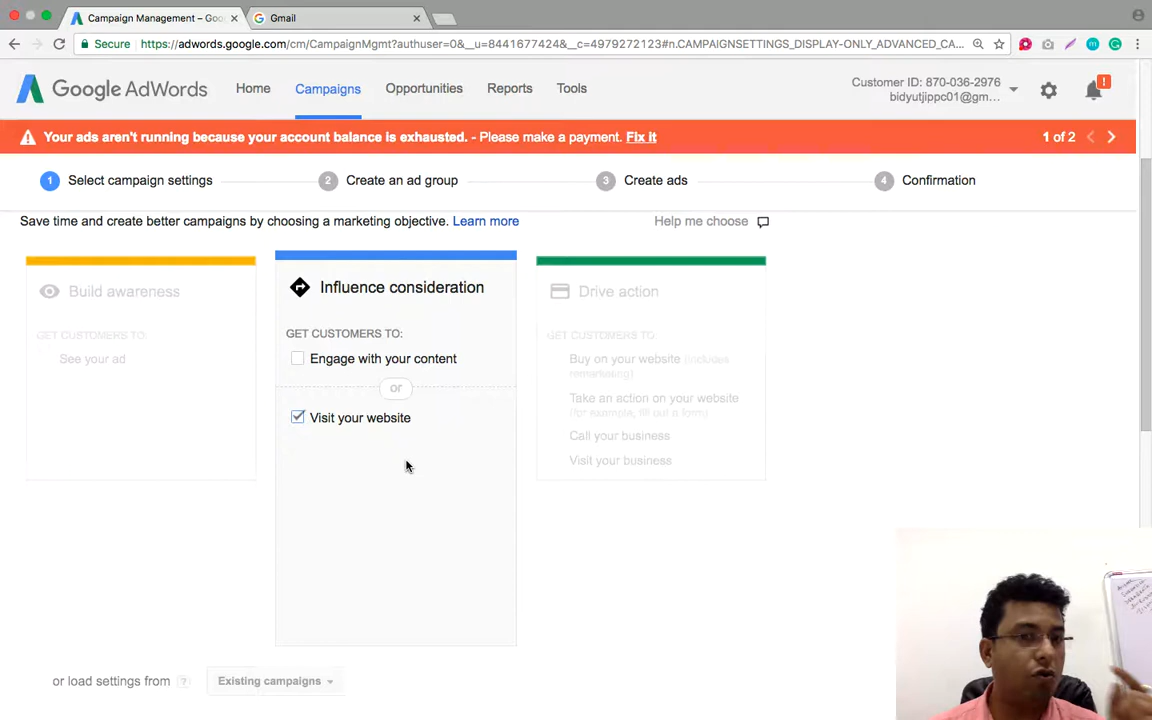 Campaign Management – Goo
Gmail
Secure
https://adwords.google.com/cm/CampaignMgmt?authuser=0&__u=8441677424&__c=4979272123#n.CAMPAIGNSETTINGS_DISPLAY-ONLY_ADVANCED_CA...
Google AdWords
Home
Campaigns
Opportunities
Reports
Tools
Customer ID: 870-036-2976
bidyutjippc01@gm...
!
Your ads aren't running because your account balance is exhausted. - Please make a payment. Fix it
1 of 2
1 Select campaign settings
2 Create an ad group
3 Create ads
4 Confirmation
Save time and create better campaigns by choosing a marketing objective. Learn more
Help me choose
Build awareness
GET CUSTOMERS TO:
See your ad
Influence consideration
GET CUSTOMERS TO:
Engage with your content
or
Visit your website
Drive action
GET CUSTOMERS TO:
Buy on your website (includes
remarketing)
Take an action on your website
(for example, fill out a form)
Call your business
Visit your business
or load settings from ?
Existing campaigns